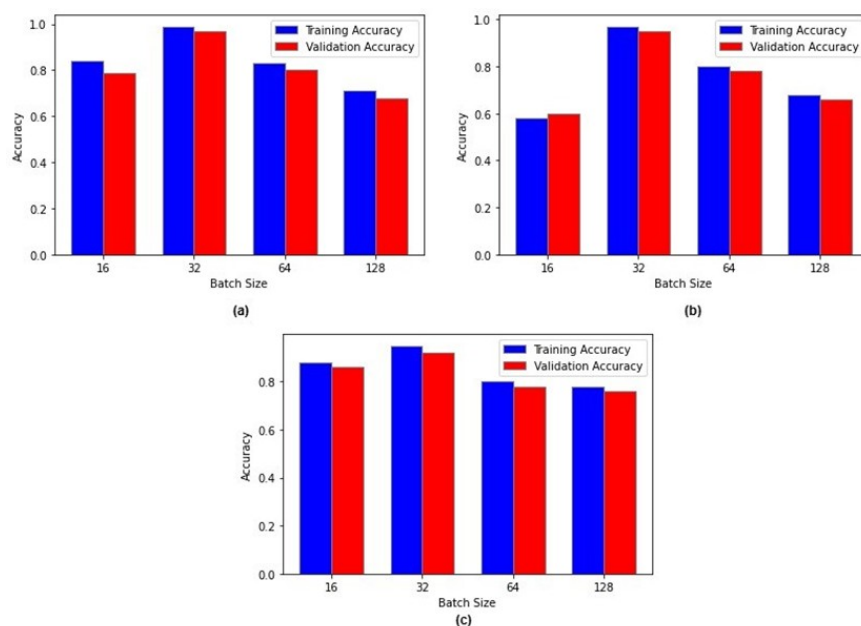 1.0
0.8
0.6
0.4
0.2
0.0
Accuracy
Training Accuracy
Validation Accuracy
16 32 64 128
Batch Size
(a)
1.0
0.8
0.6
0.4
0.2
0.0
Accuracy
Training Accuracy
Validation Accuracy
16 32 64 128
Batch Size
(b)
0.8
0.6
0.4
0.2
0.0
Accuracy
Training Accuracy
Validation Accuracy
16 32 64 128
Batch Size
(c)